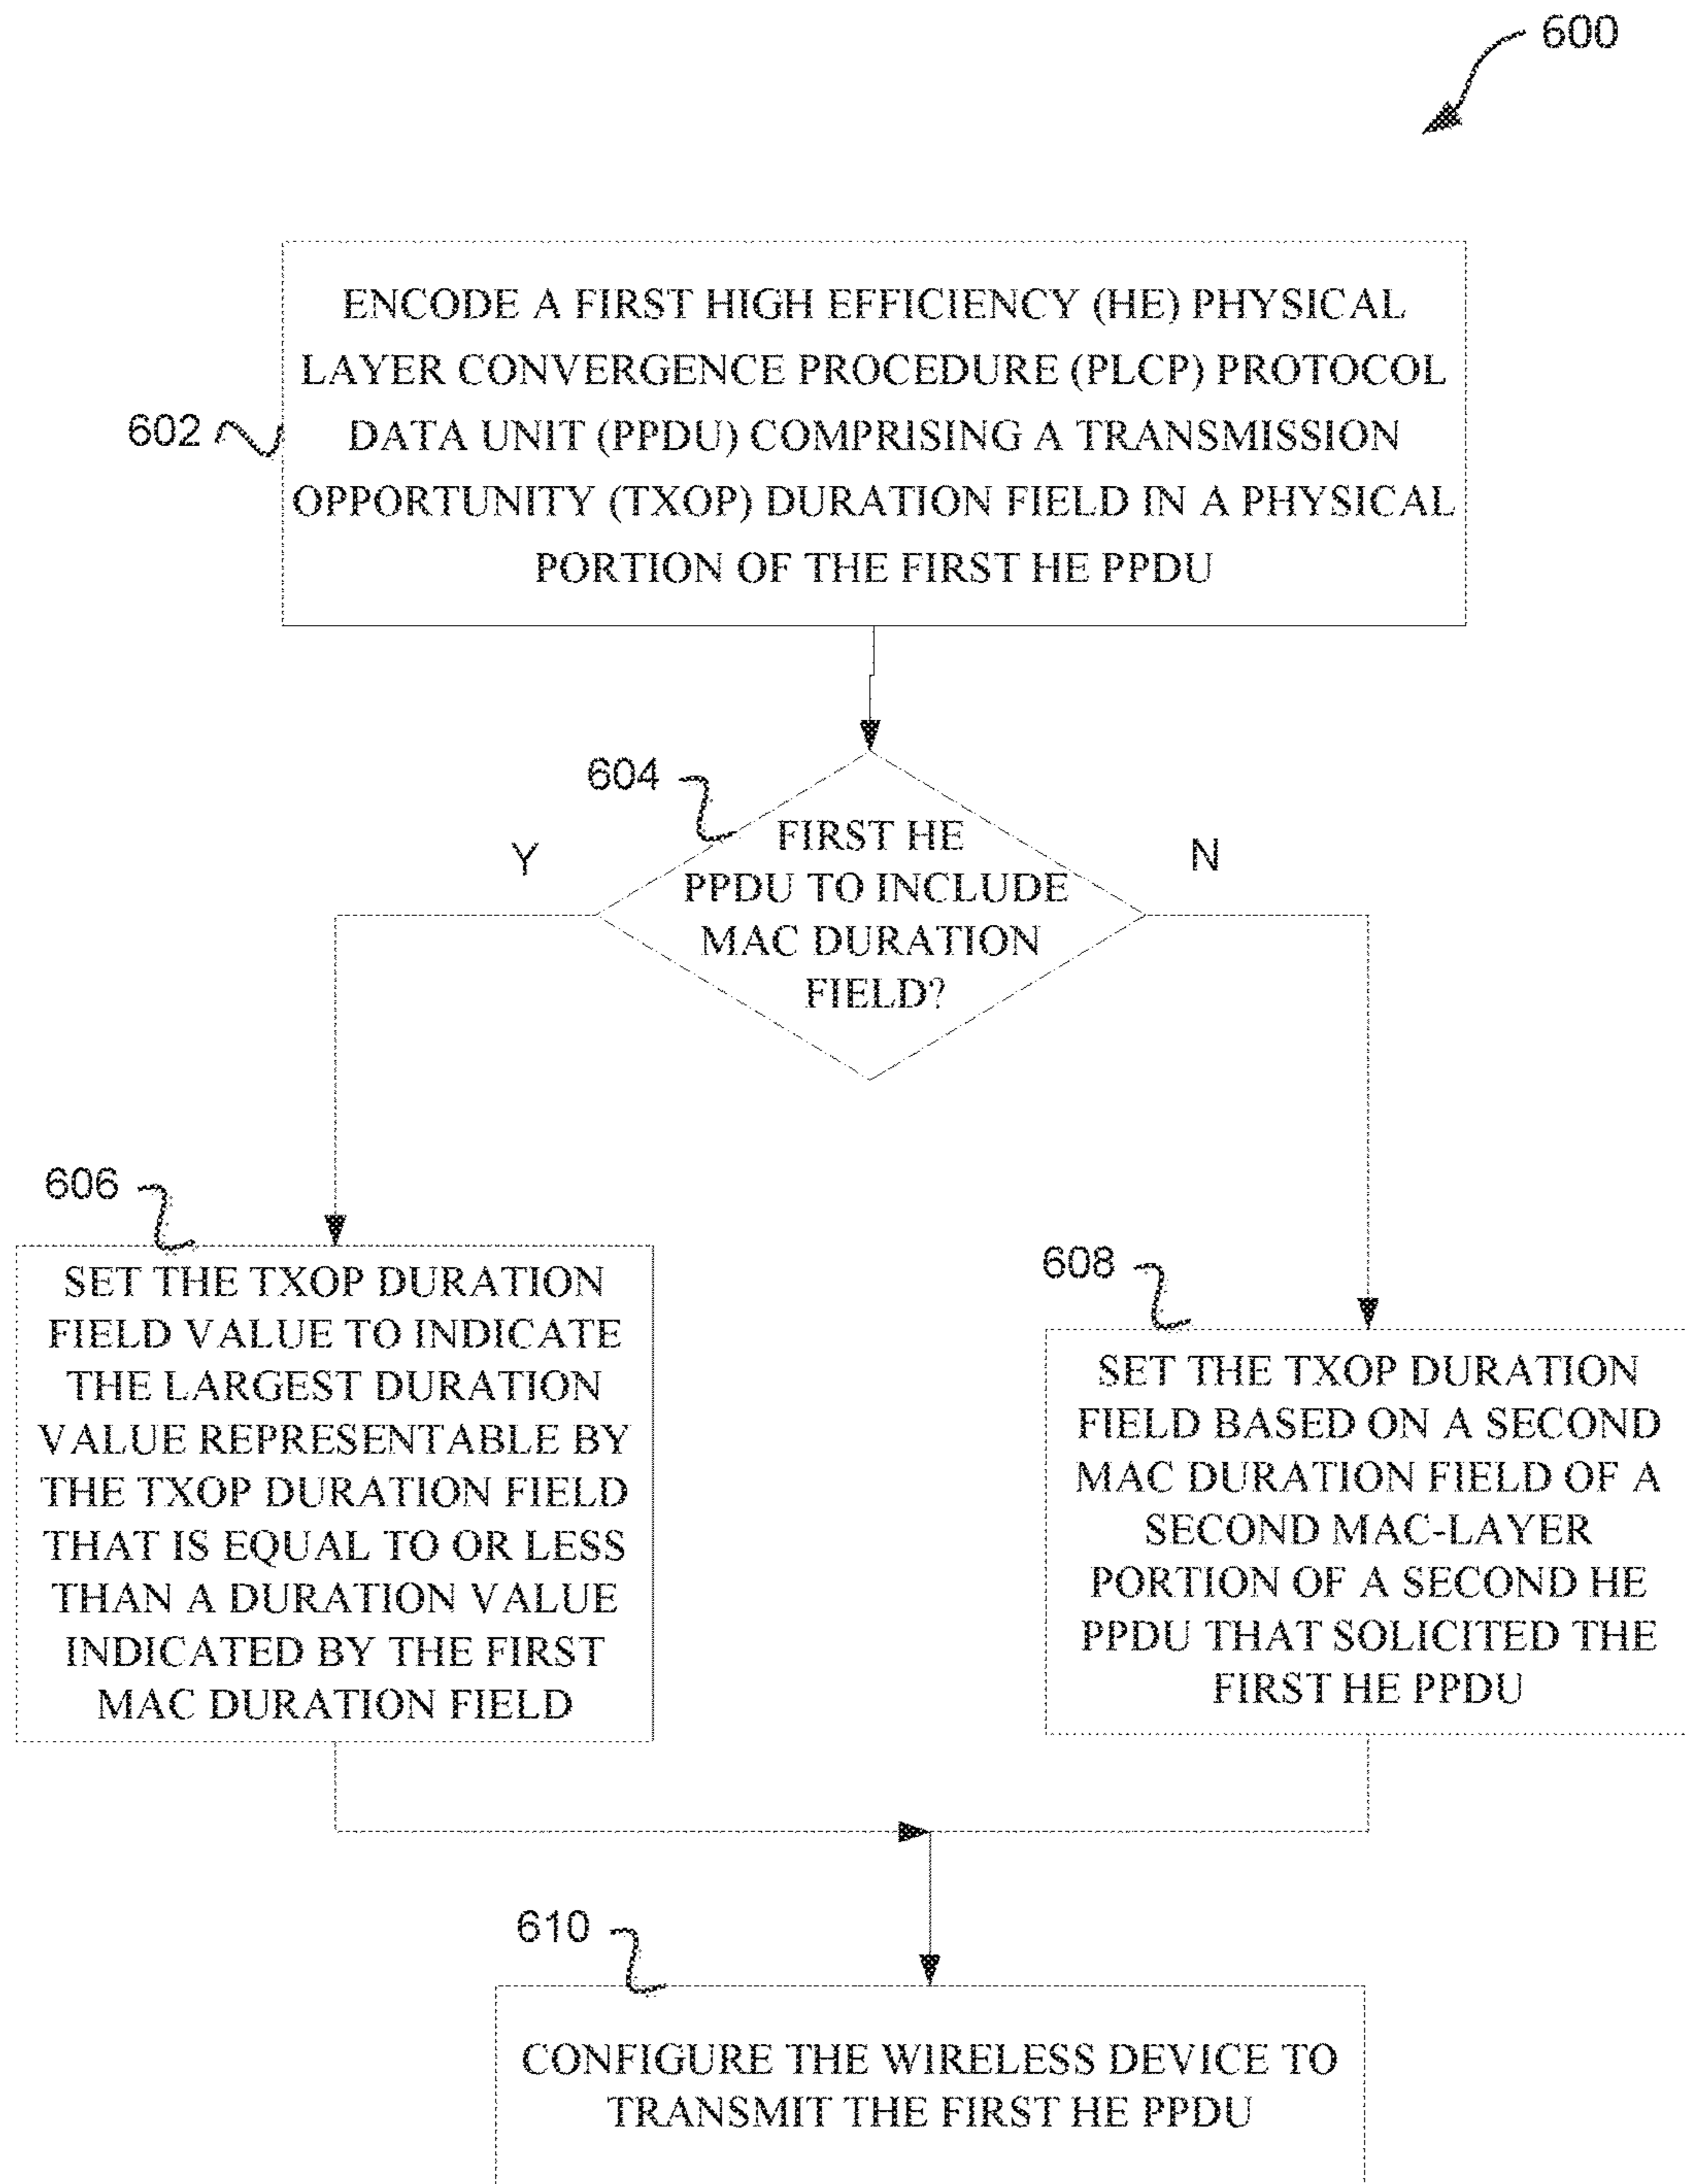 600
ENCODE A FIRST HIGH EFFICIENCY (HE) PHYSICAL
LAYER CONVERGENCE PROCEDURE (PLCP) PROTOCOL
DATA UNIT (PPDU) COMPRISING A TRANSMISSION
OPPORTUNITY (TXOP) DURATION FIELD IN A PHYSICAL
PORTION OF THE FIRST HE PPDU
602
604
FIRST HE
PPDU TO INCLUDE
MAC DURATION
FIELD?
Y
N
606
SET THE TXOP DURATION
FIELD VALUE TO INDICATE
THE LARGEST DURATION
VALUE REPRESENTABLE BY
THE TXOP DURATION FIELD
THAT IS EQUAL TO OR LESS
THAN A DURATION VALUE
INDICATED BY THE FIRST
MAC DURATION FIELD
608
SET THE TXOP DURATION
FIELD BASED ON A SECOND
MAC DURATION FIELD OF A
SECOND MAC-LAYER
PORTION OF A SECOND HE
PPDU THAT SOLICITED THE
FIRST HE PPDU
610
CONFIGURE THE WIRELESS DEVICE TO
TRANSMIT THE FIRST HE PPDU